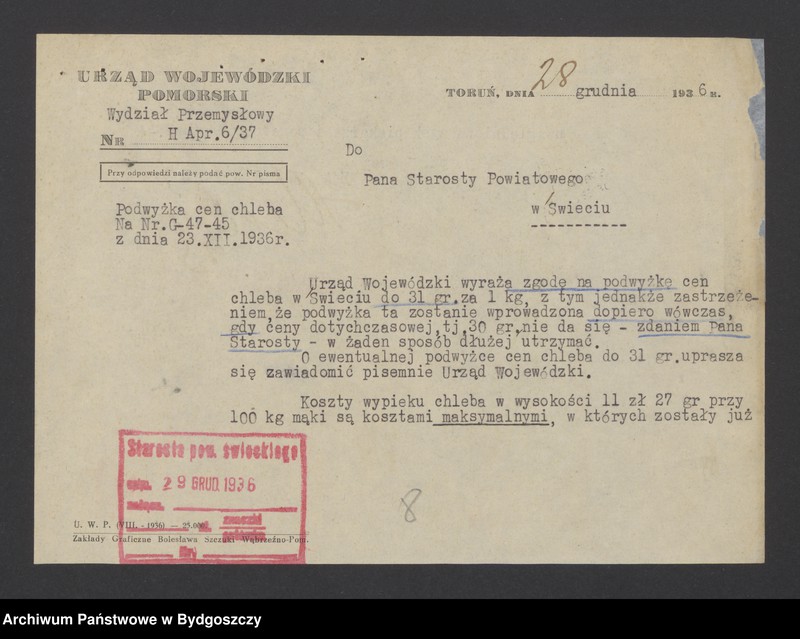 URZĄD WOJEWÓDZKI
POMORSKI
Wydział Przemysłowy
NR H Apr.6/37
Przy odpowiedzi należy podać pow. Nr pisma
TORUŃ, DNIA 28 grudnia 1936 R.
Do
Pana Starosty Powiatowego
w Świeciu
Podwyżka cen chleba
Na Nr.G-47-45
z dnia 23.XII.1936r.
Urząd Wojewódzki wyraża zgodę na podwyżkę cen
chleba w Świeciu do 31 gr.za 1 kg, z tym jednakże zastrzeże-
niem,że podwyżka ta zostanie wprowadzona dopiero wówczas,
gdy ceny dotychczasowej,tj.30 gr,nie da się - zdaniem Pana
Starosty - w żaden sposób dłużej utrzymać.
O ewentualnej podwyżce cen chleba do 31 gr.uprasza
się zawiadomić pisemnie Urząd Wojewódzki.
Koszty wypieku chleba w wysokości 11 zł 27 gr przy
100 kg mąki są kosztami maksymalnymi, w których zostały już
Starosta pow. świeckiego
wpłn. 29 GRUD. 1936
załącz.
znaczki
8
U. W. P. (VIII. - 1936) — 25.000
Zakłady Graficzne Bolesława Szczuki Wąbrzeźno-Pom.
Archiwum Państwowe w Bydgoszczy